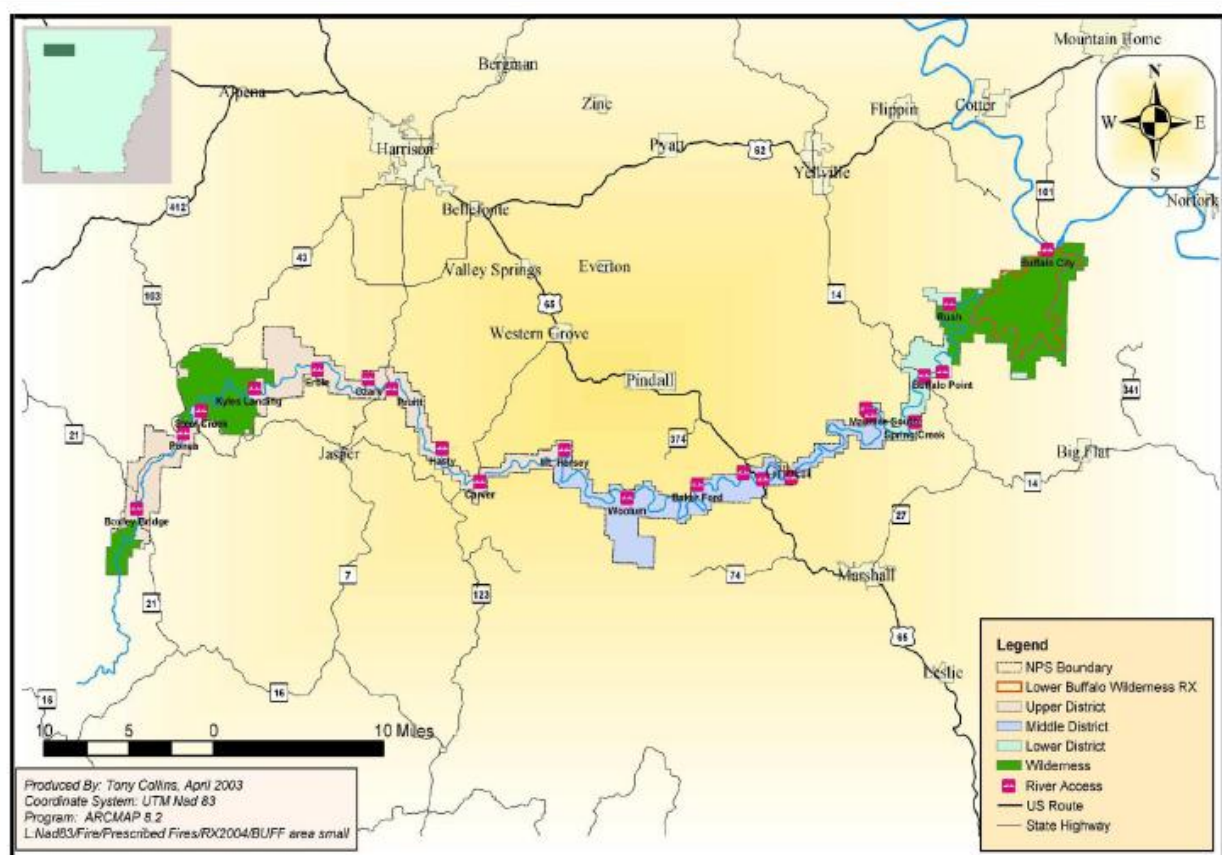 Mountain Home
Bergman
Alpena
Zinc
Flippin
Cotter
N
W
E
S
Harrison
Pyatt
62
Yellville
101
Norfork
412
Bellefonte
43
Buffalo City
Valley Springs
Everton
103
65
14
Rush
Western Grove
Erbie
Ozark
Pruitt
Kyles Landing
Pindall
Buffalo Point
341
Steel Creek
Ponca
21
374
Spring Creek
Jasper
Hasty
Mt. Hersey
Gilbert
Big Flat
Carver
Baker Ford
14
Woolum
Boxley Bridge
27
7
74
Marshall
21
123
65
Leslie
16
16
10
5
0
10 Miles
Legend
NPS Boundary
Lower Buffalo Wilderness RX
Upper District
Middle District
Lower District
Wilderness
River Access
US Route
State Highway
Produced By: Tony Collins, April 2003
Coordinate System: UTM Nad 83
Program: ARCMAP 8.2
L:Nad83/Fire/Prescribed Fires/RX2004/BUFF area small